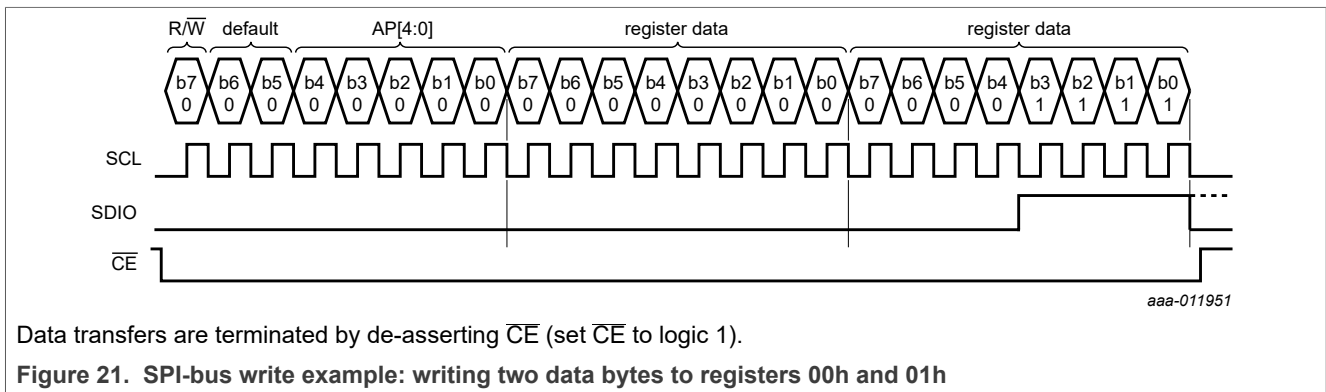 R/W̅ default AP[4:0] register data register data
b7 b6 b5 b4 b3 b2 b1 b0 b7 b6 b5 b4 b3 b2 b1 b0 b7 b6 b5 b4 b3 b2 b1 b0
0 0 0 0 0 0 0 0 0 0 0 0 0 0 0 0 0 0 0 0 1 1 1 1
SCL
SDIO
C̅E̅
aaa-011951
Data transfers are terminated by de-asserting C̅E̅ (set C̅E̅ to logic 1).
Figure 21. SPI-bus write example: writing two data bytes to registers 00h and 01h